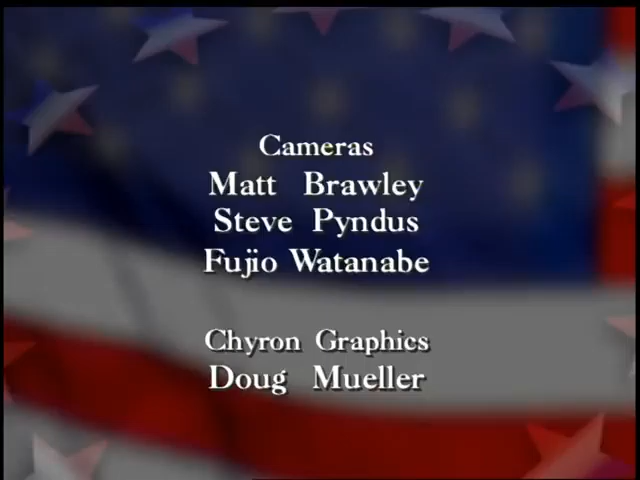 Cameras
Matt Brawley
Steve Pyndus
Fujio Watanabe
Chyron Graphics
Doug Mueller